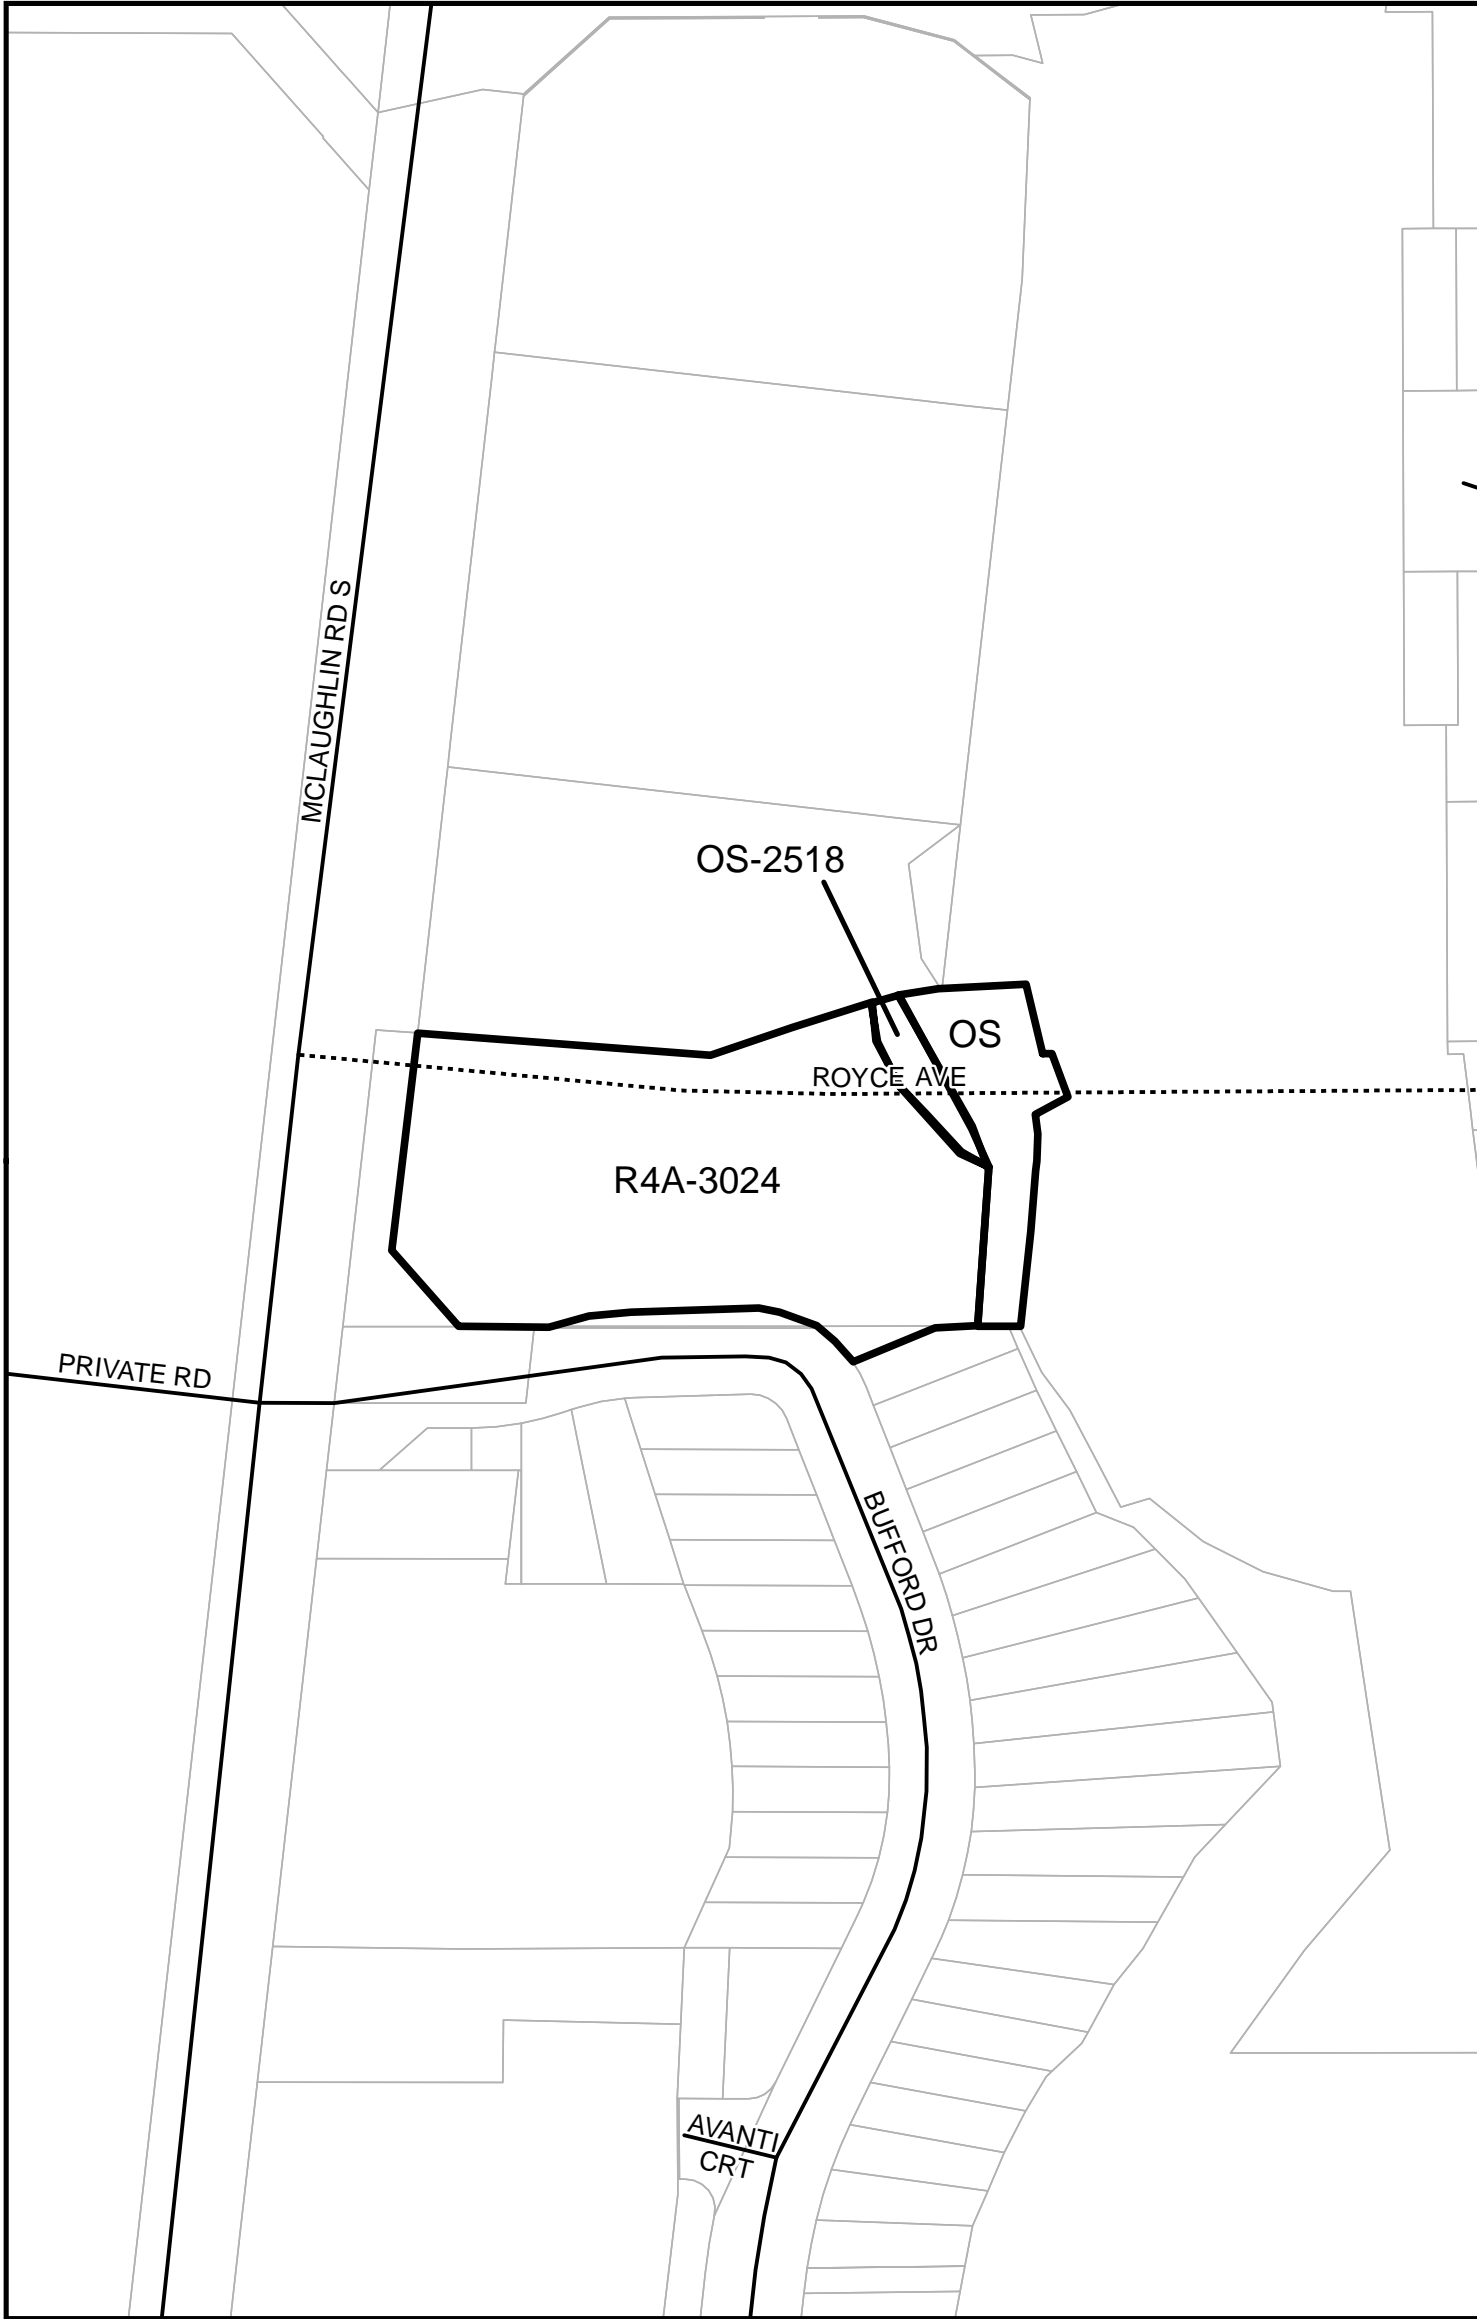 MCLAUGHLIN RD S
OS-2518
OS
ROYCE AVE
R4A-3024
PRIVATE RD
BUFFORD DR
AVANTI
CRT